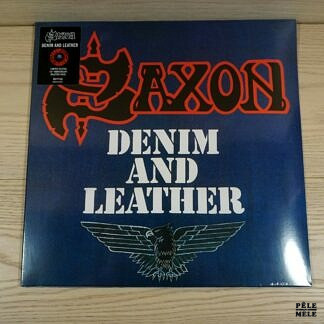 SAXON
DENIM AND LEATHER
SAXON
DENIM
AND
LEATHER
PÊLE
MÊLE